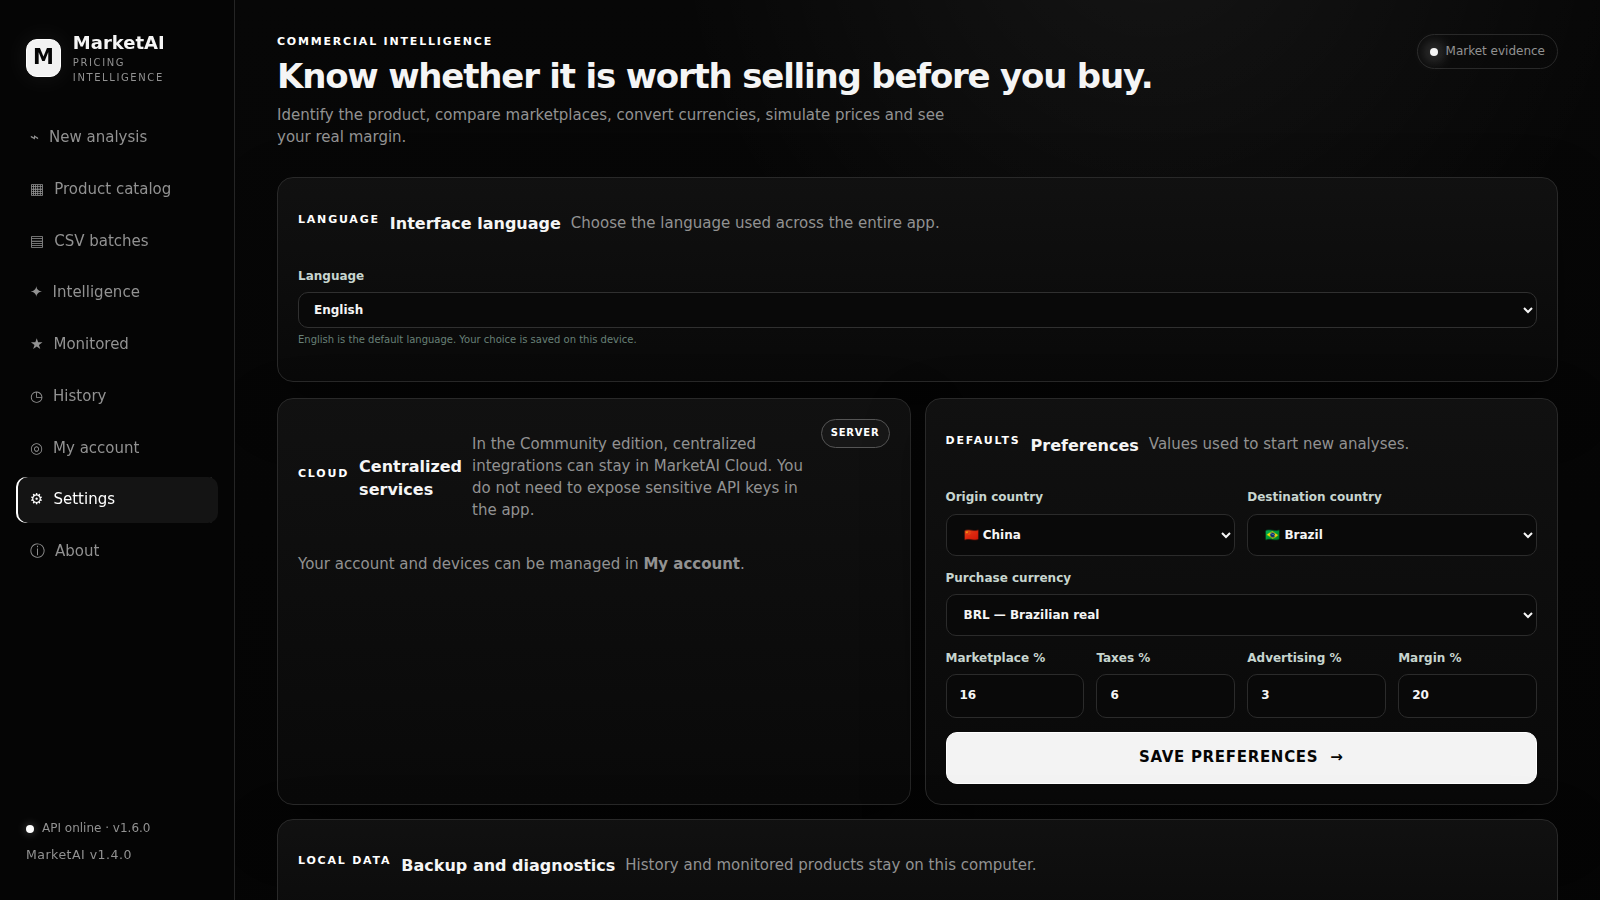 M
MarketAI
PRICING
INTELLIGENCE
New analysis
Product catalog
CSV batches
Intelligence
Monitored
History
My account
Settings
About
API online · v1.6.0
MarketAI v1.4.0
COMMERCIAL INTELLIGENCE
Know whether it is worth selling before you buy.
Identify the product, compare marketplaces, convert currencies, simulate prices and see
your real margin.
Market evidence
LANGUAGE Interface language Choose the language used across the entire app.
Language
English
English is the default language. Your choice is saved on this device.
CLOUD
Centralized
services
In the Community edition, centralized
integrations can stay in MarketAI Cloud. You
do not need to expose sensitive API keys in
the app.
SERVER
Your account and devices can be managed in My account.
DEFAULTS Preferences Values used to start new analyses.
Origin country
Destination country
🇨🇳 China
🇧🇷 Brazil
Purchase currency
BRL — Brazilian real
Marketplace %
Taxes %
Advertising %
Margin %
16
6
3
20
SAVE PREFERENCES →
LOCAL DATA Backup and diagnostics History and monitored products stay on this computer.